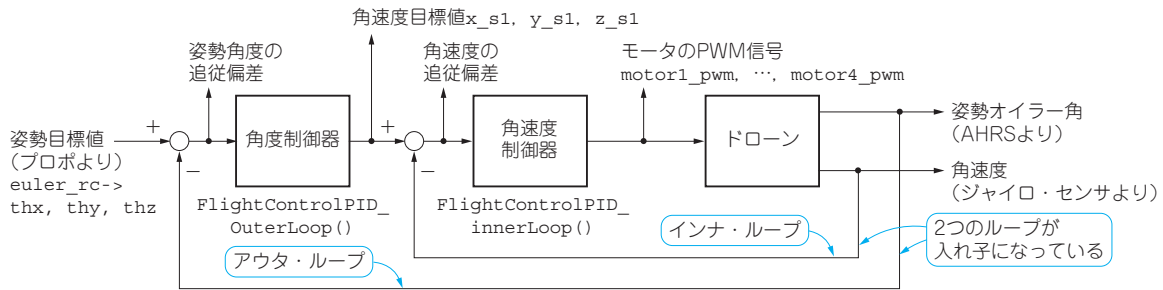 角速度目標値x_s1, y_s1, z_s1
姿勢角度の
追従偏差
角速度の
追従偏差
モータのPWM信号
motor1_pwm, …, motor4_pwm
姿勢目標値
(プロポより)
euler_rc->
thx, thy, thz
+
−
角度制御器
FlightControlPID_
OuterLoop()
+
−
角速度
制御器
FlightControlPID_
innerLoop()
ドローン
姿勢オイラー角
(AHRSより)
角速度
(ジャイロ・センサより)
インナ・ループ
2つのループが
入れ子になっている
アウタ・ループ